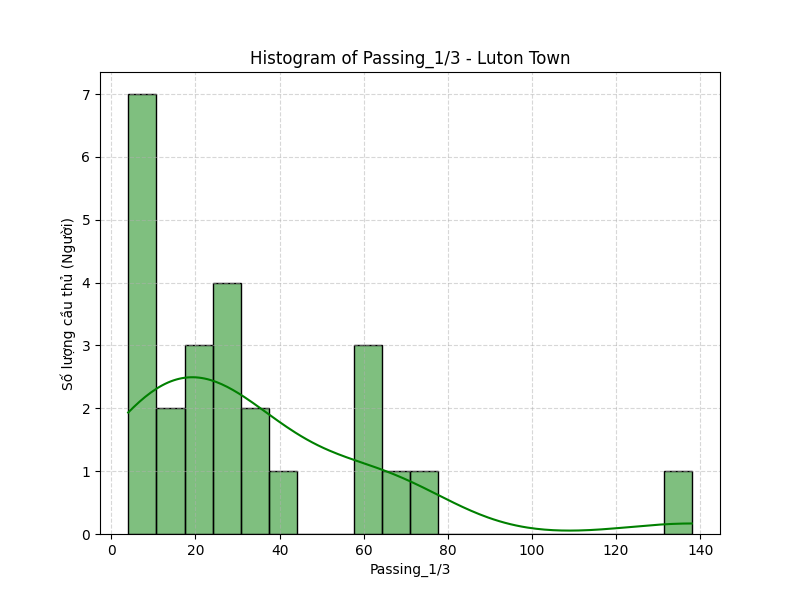 Histogram of Passing_1/3 - Luton Town
7
6
5
4
3
2
1
0
Số lượng cầu thủ (Người)
0 20 40 60 80 100 120 140
Passing_1/3